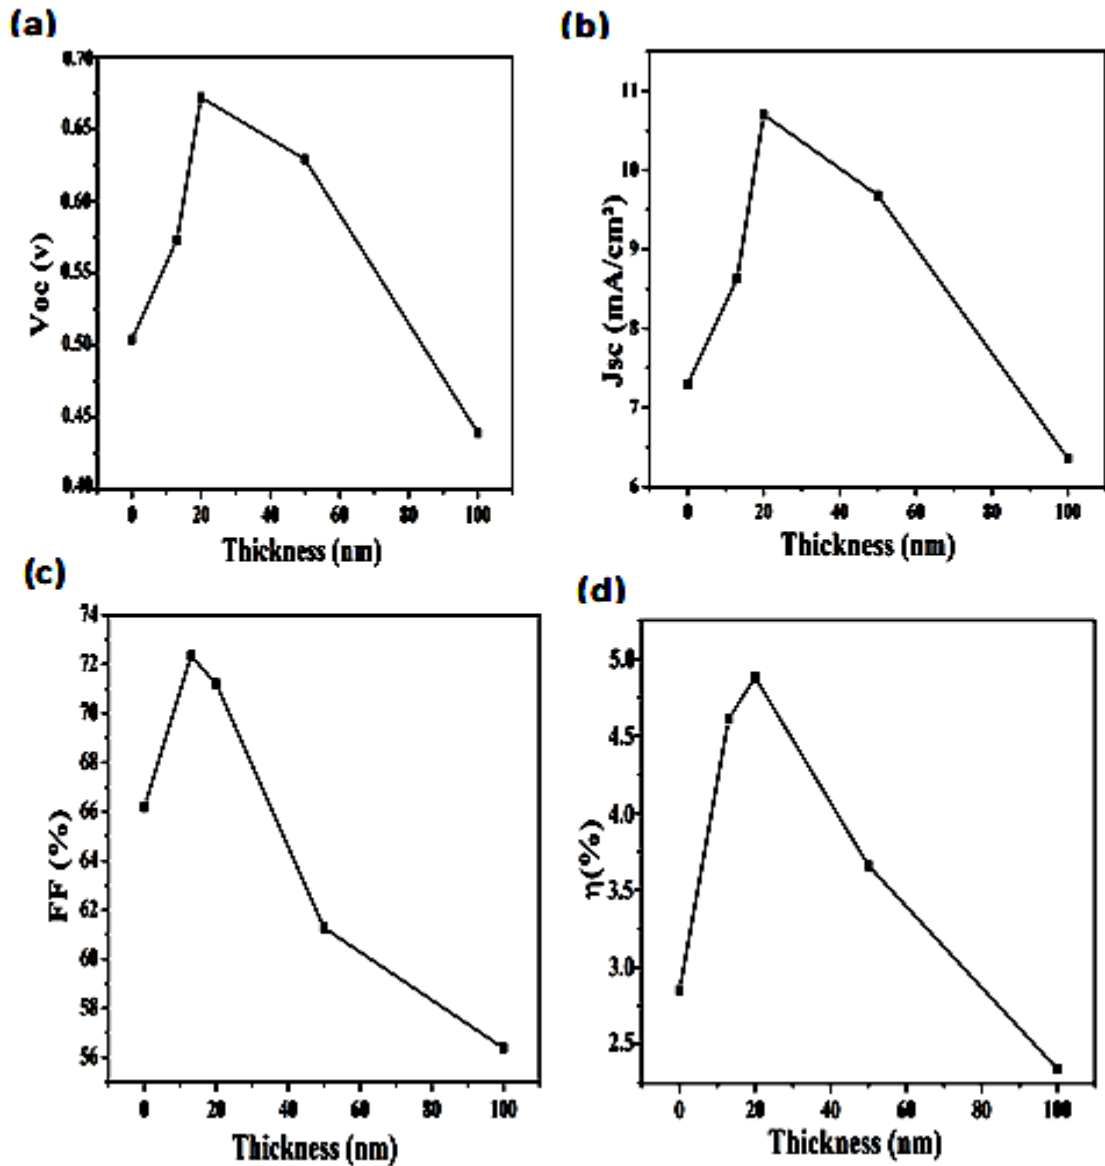 (a)
0.70
0.65
0.60
0.55
0.50
0.45
0.40
Voc (v)
0 20 40 60 80 100
Thickness (nm)
(b)
11
10
9
8
7
6
Jsc (mA/cm²)
0 20 40 60 80 100
Thickness (nm)
(c)
74
72
70
68
66
64
62
60
58
56
FF (%)
0 20 40 60 80 100
Thickness (nm)
(d)
5.0
4.5
4.0
3.5
3.0
2.5
η(%)
0 20 40 60 80 100
Thickness (nm)